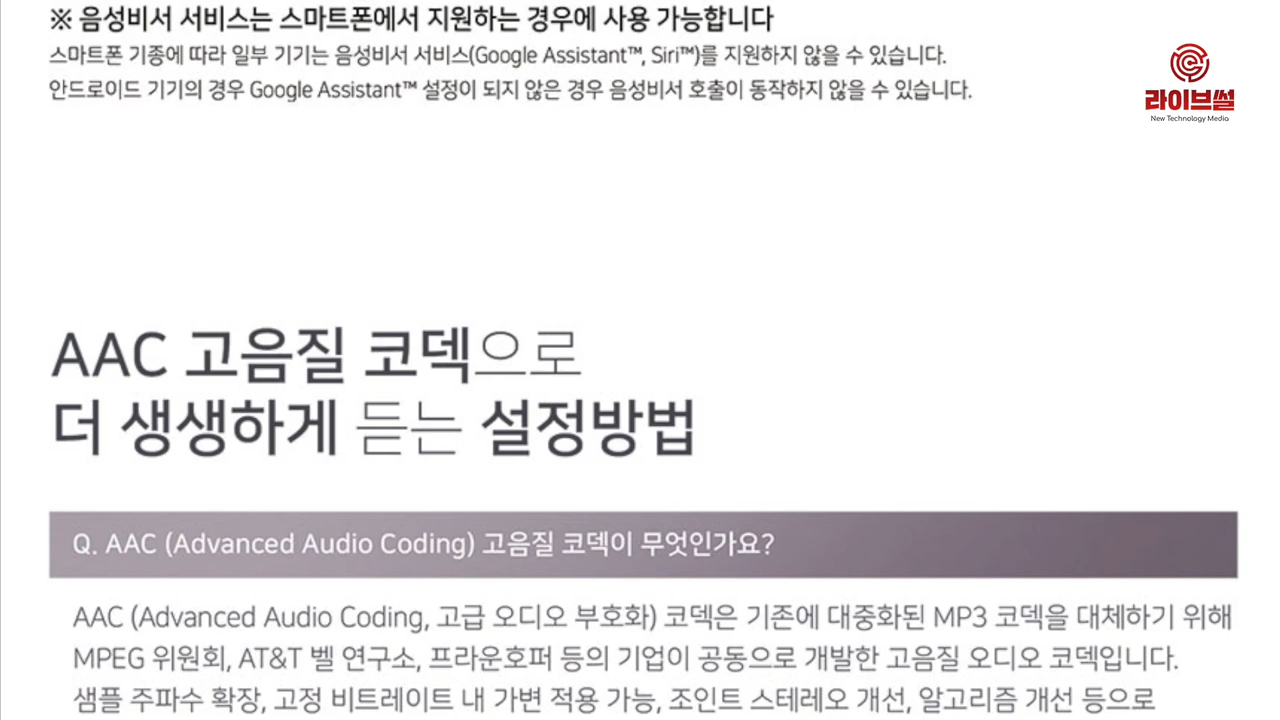 ※ 음성비서 서비스는 스마트폰에서 지원하는 경우에 사용 가능합니다
스마트폰 기종에 따라 일부 기기는 음성비서 서비스(Google Assistant™, Siri™)를 지원하지 않을 수 있습니다.
안드로이드 기기의 경우 Google Assistant™ 설정이 되지 않은 경우 음성비서 호출이 동작하지 않을 수 있습니다.
라이브썰
New Technology Media
AAC 고음질 코덱으로
더 생생하게 듣는 설정방법
Q. AAC (Advanced Audio Coding) 고음질 코덱이 무엇인가요?
AAC (Advanced Audio Coding, 고급 오디오 부호화) 코덱은 기존에 대중화된 MP3 코덱을 대체하기 위해
MPEG 위원회, AT&T 벨 연구소, 프라운호퍼 등의 기업이 공동으로 개발한 고음질 오디오 코덱입니다.
샘플 주파수 확장, 고정 비트레이트 내 가변 적용 가능, 조인트 스테레오 개선, 알고리즘 개선 등으로